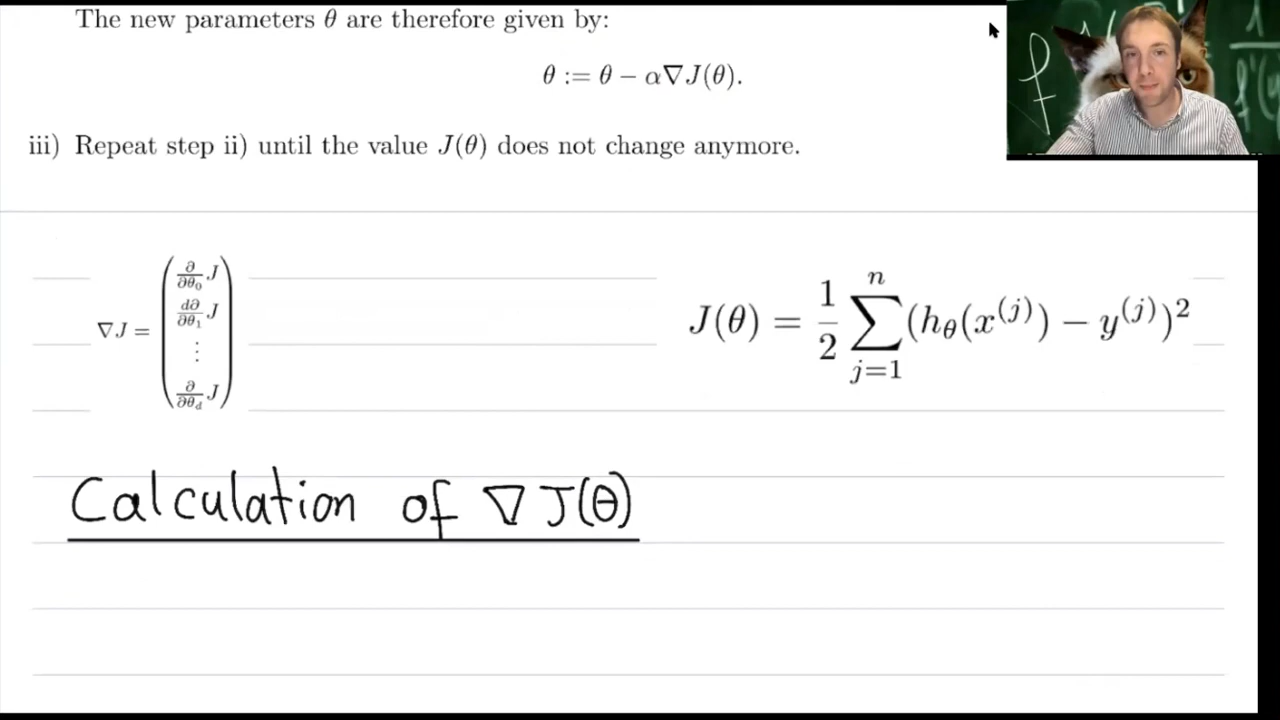 The new parameters θ are therefore given by:
θ := θ − α∇J(θ).
iii) Repeat step ii) until the value J(θ) does not change anymore.
∇J = ( ∂/∂θ₀ J
d∂/∂θ₁ J
⋮
∂/∂θ_d J )
J(θ) = 1/2 ∑_{j=1}^{n} (h_θ(x^{(j)}) − y^{(j)})²
Calculation of ∇ J(θ)